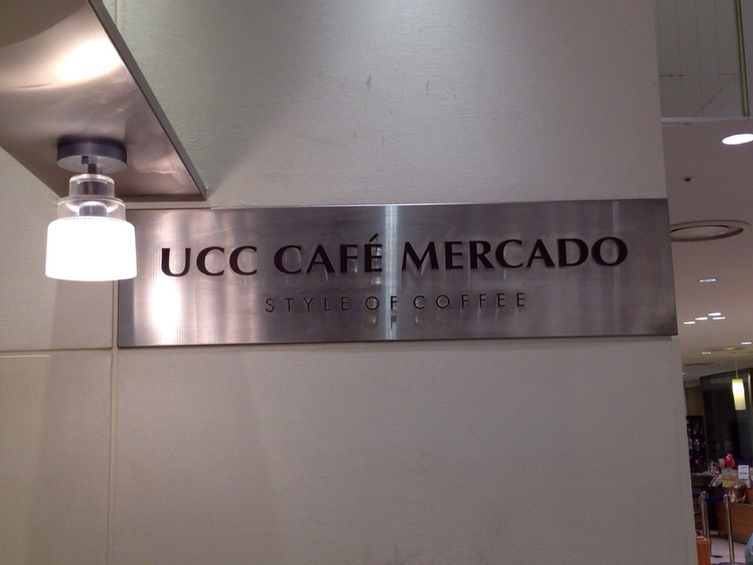 UCC CAFÉ MERCADO
STYLE OF COFFEE